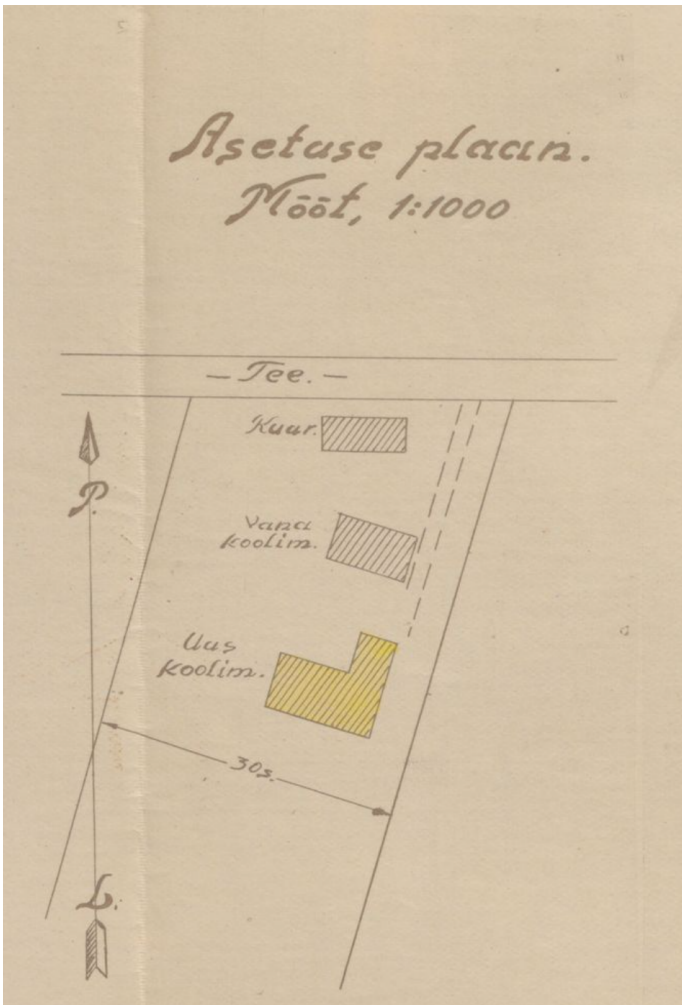 Asetuse plaan.
Mõõt, 1:1000
— Tee. —
Kuur.
P.
Vana
koolim.
Uus
koolim.
30s.
L.